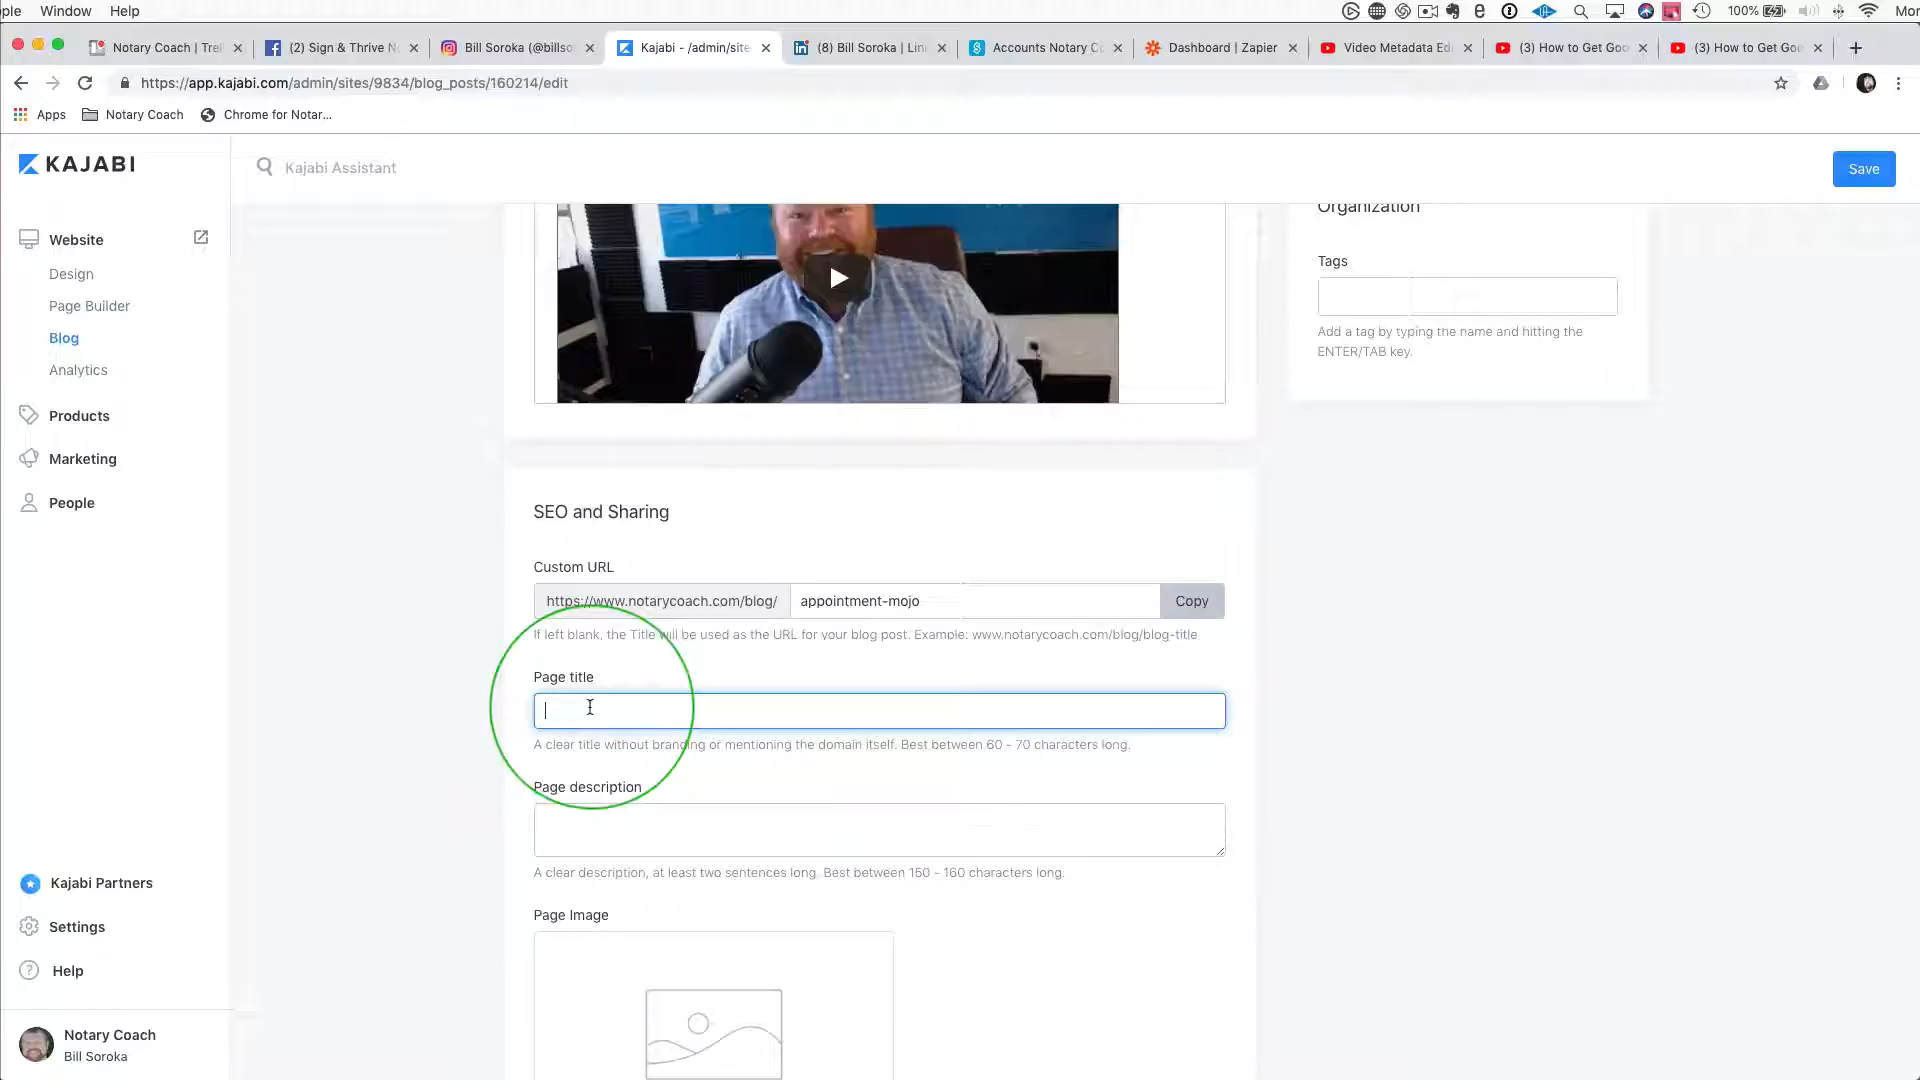 ple Window Help 100% Mor
Notary Coach | Trel
(2) Sign & Thrive N
Bill Soroka (@billso
Kajabi - /admin/site
(8) Bill Soroka | Lin
Accounts Notary C
Dashboard | Zapier
Video Metadata Ed
(3) How to Get Goo
(3) How to Get Goo
https://app.kajabi.com/admin/sites/9834/blog_posts/160214/edit
Apps Notary Coach Chrome for Notar...
KAJABI
Kajabi Assistant
Save
Website
Design
Page Builder
Blog
Analytics
Products
Marketing
People
Kajabi Partners
Settings
Help
Notary Coach
Bill Soroka
Organization
Tags
Add a tag by typing the name and hitting the
ENTER/TAB key.
SEO and Sharing
Custom URL
https://www.notarycoach.com/blog/ appointment-mojo Copy
If left blank, the Title will be used as the URL for your blog post. Example: www.notarycoach.com/blog/blog-title
Page title
A clear title without branding or mentioning the domain itself. Best between 60 - 70 characters long.
Page description
A clear description, at least two sentences long. Best between 150 - 160 characters long.
Page Image